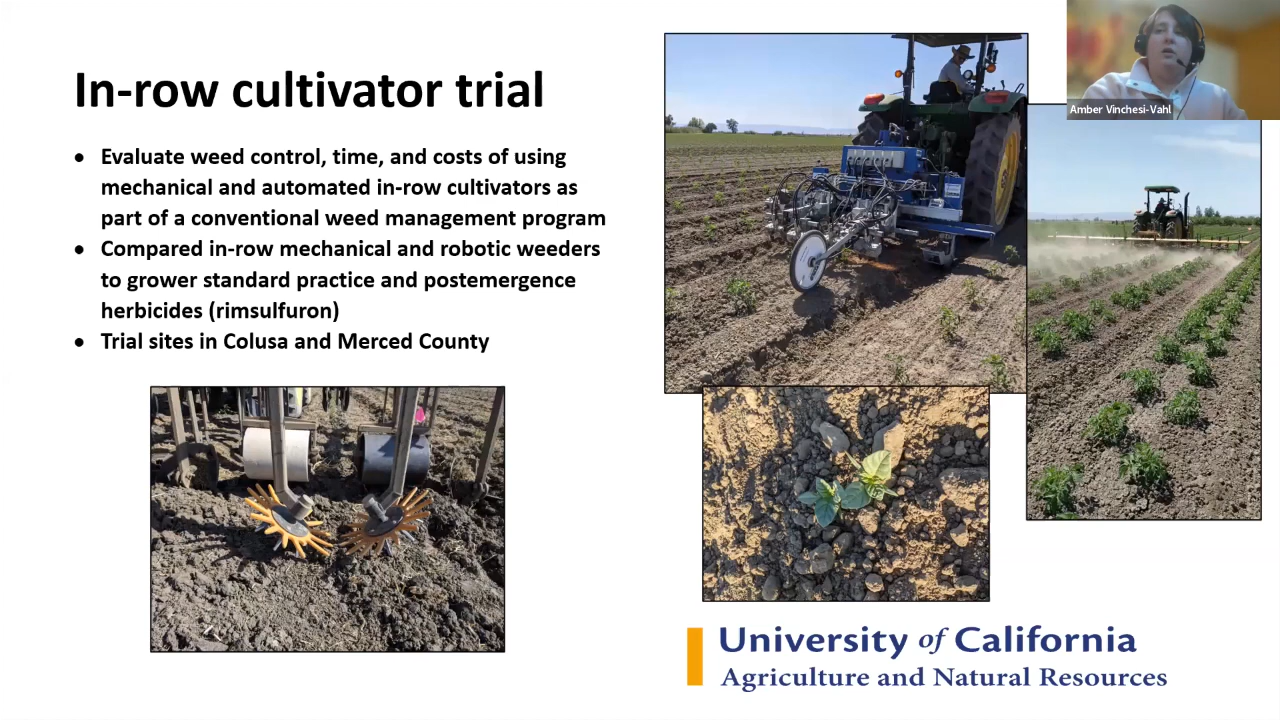 In-row cultivator trial
• Evaluate weed control, time, and costs of using
mechanical and automated in-row cultivators as
part of a conventional weed management program
• Compared in-row mechanical and robotic weeders
to grower standard practice and postemergence
herbicides (rimsulfuron)
• Trial sites in Colusa and Merced County
Amber Vinchesi-Vahl
University of California
Agriculture and Natural Resources